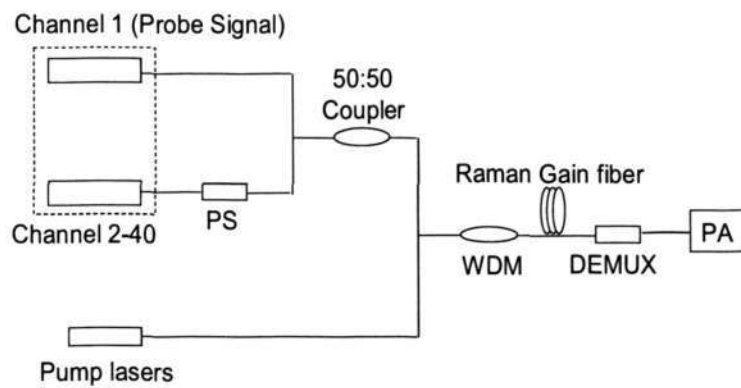 Channel 1 (Probe Signal)
50:50
Coupler
Raman Gain fiber
PS
Channel 2-40
PA
WDM
DEMUX
Pump lasers